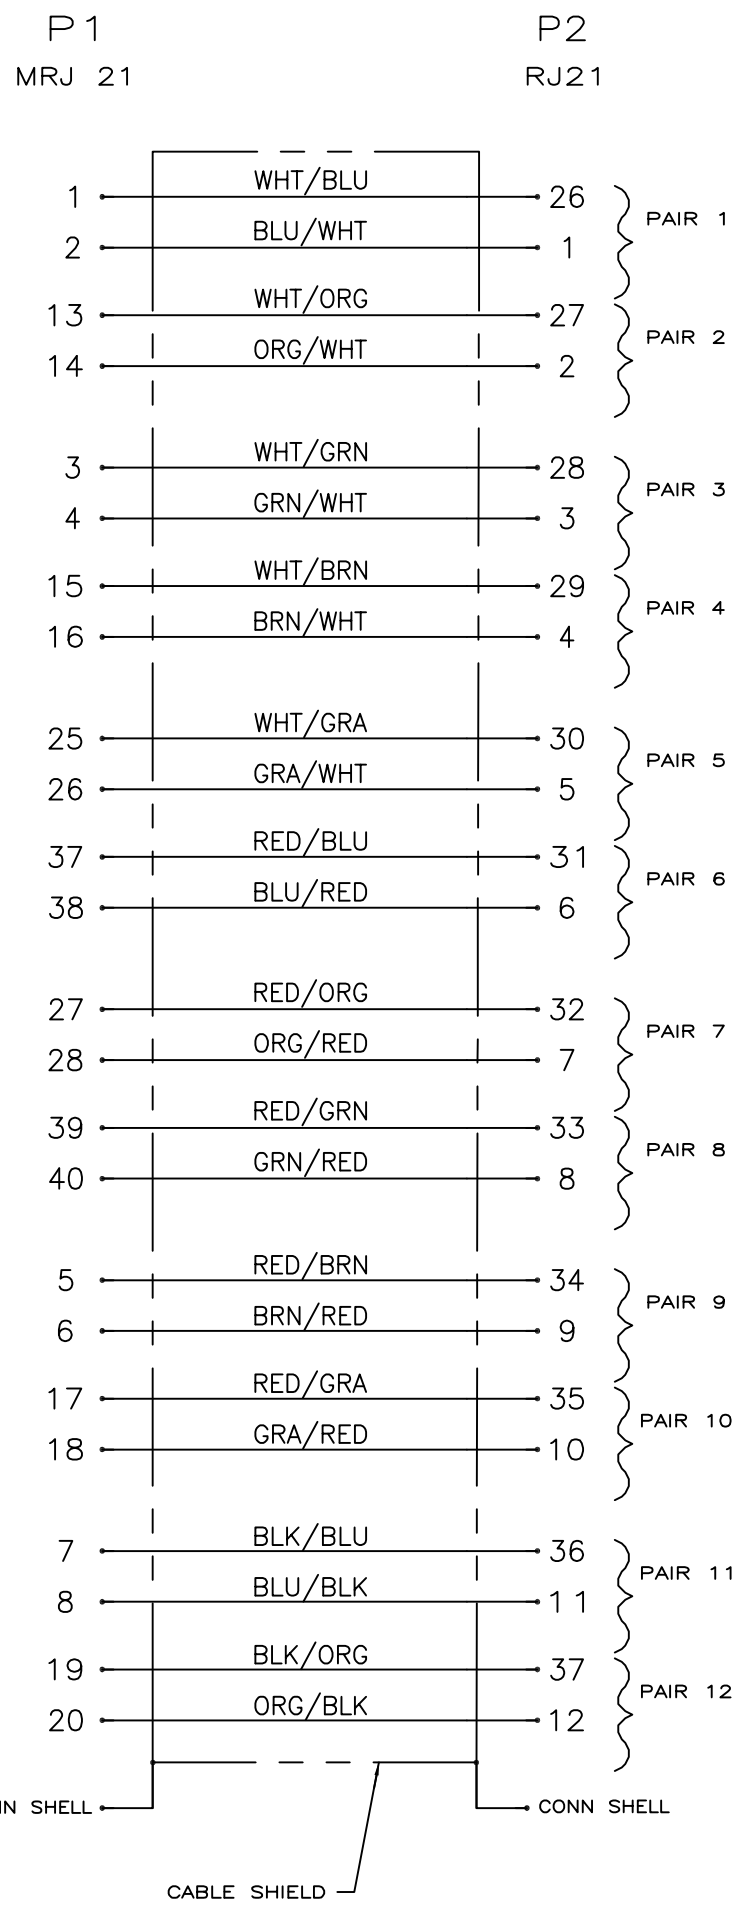 P1 P2
MRJ 21 RJ21
1 WHT/BLU 26
PAIR 1
2 BLU/WHT 1
13 WHT/ORG 27
PAIR 2
14 ORG/WHT 2
3 WHT/GRN 28
PAIR 3
4 GRN/WHT 3
15 WHT/BRN 29
PAIR 4
16 BRN/WHT 4
25 WHT/GRA 30
PAIR 5
26 GRA/WHT 5
37 RED/BLU 31
PAIR 6
38 BLU/RED 6
27 RED/ORG 32
PAIR 7
28 ORG/RED 7
39 RED/GRN 33
PAIR 8
40 GRN/RED 8
5 RED/BRN 34
PAIR 9
6 BRN/RED 9
17 RED/GRA 35
PAIR 10
18 GRA/RED 10
7 BLK/BLU 36
PAIR 11
8 BLU/BLK 11
19 BLK/ORG 37
PAIR 12
20 ORG/BLK 12
SHELL CONN SHELL
CABLE SHIELD